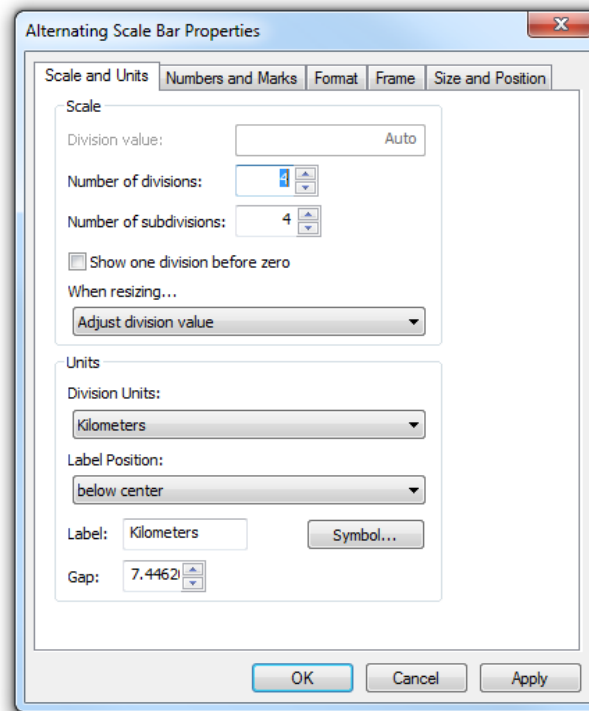 Alternating Scale Bar Properties
Scale and Units Numbers and Marks Format Frame Size and Position
Scale
Division value: Auto
Number of divisions: 4
Number of subdivisions: 4
Show one division before zero
When resizing...
Adjust division value
Units
Division Units:
Kilometers
Label Position:
below center
Label: Kilometers Symbol...
Gap:
OK Cancel Apply